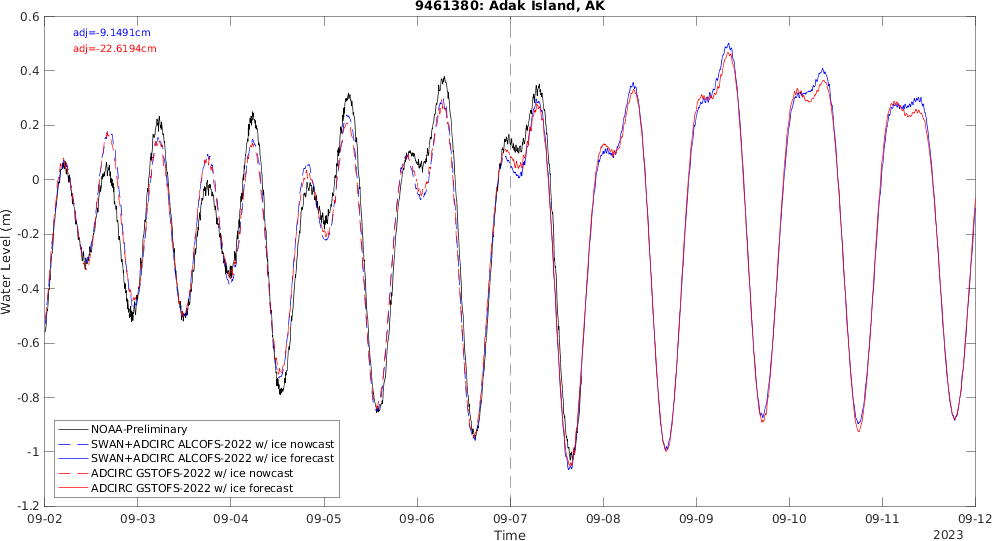 9461380: Adak Island, AK
adj=-9.1491cm
adj=-22.6194cm
0.6
0.4
0.2
0
-0.2
-0.4
-0.6
-0.8
-1
-1.2
Water Level (m)
NOAA-Preliminary
SWAN+ADCIRC ALCOFS-2022 w/ ice nowcast
SWAN+ADCIRC ALCOFS-2022 w/ ice forecast
ADCIRC GSTOFS-2022 w/ ice nowcast
ADCIRC GSTOFS-2022 w/ ice forecast
09-02 09-03 09-04 09-05 09-06 09-07 09-08 09-09 09-10 09-11 09-12
Time
2023